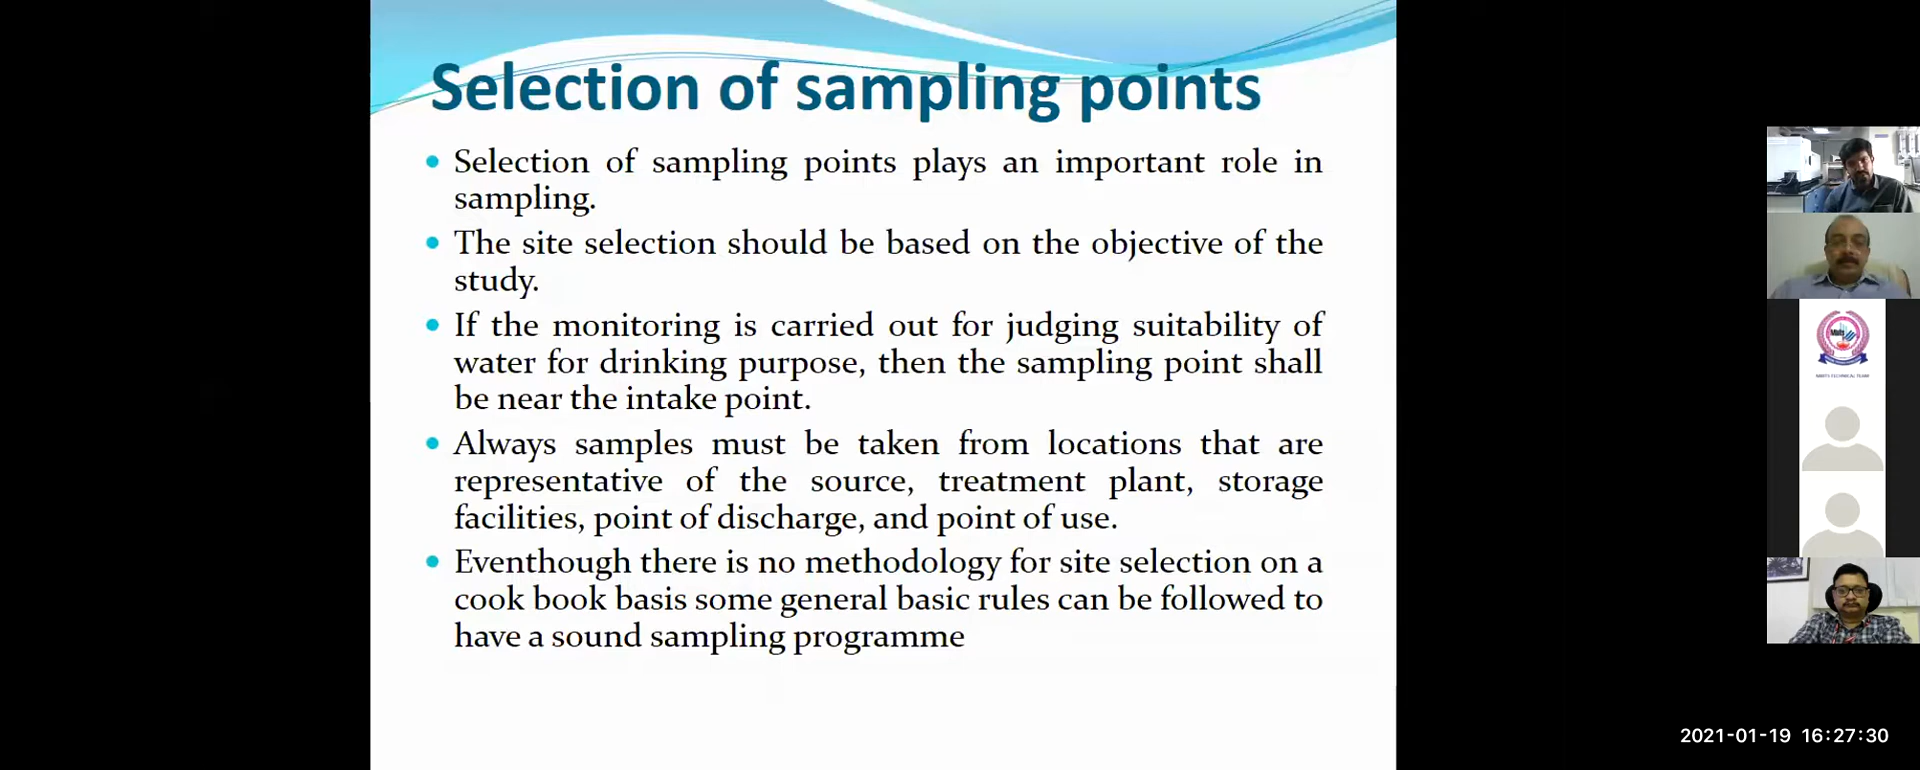 Selection of sampling points
Selection of sampling points plays an important role in
sampling.
The site selection should be based on the objective of the
study.
If the monitoring is carried out for judging suitability of
water for drinking purpose, then the sampling point shall
be near the intake point.
Always samples must be taken from locations that are
representative of the source, treatment plant, storage
facilities, point of discharge, and point of use.
Eventhough there is no methodology for site selection on a
cook book basis some general basic rules can be followed to
have a sound sampling programme
2021-01-19 16:27:30